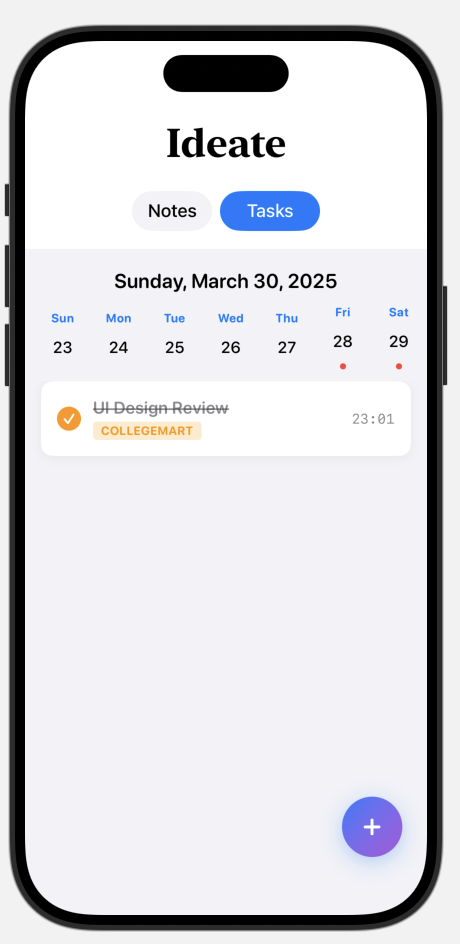 Ideate
Notes Tasks
Sunday, March 30, 2025
Sun Mon Tue Wed Thu Fri Sat
23 24 25 26 27 28 29
UI Design Review
COLLEGEMART
23:01
+